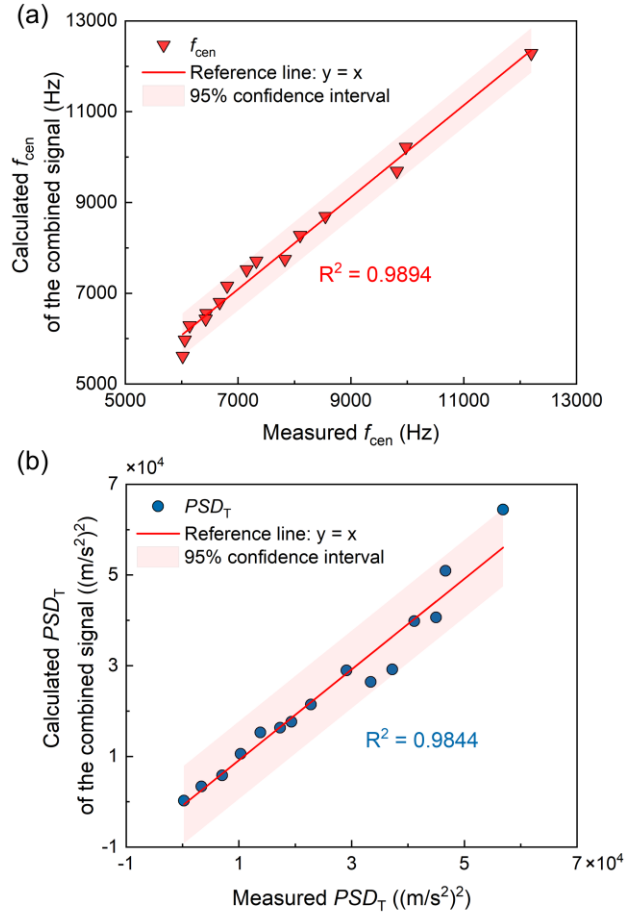 (a)
13000
11000
9000
7000
5000
Calculated f_cen
of the combined signal (Hz)
f_cen
Reference line: y = x
95% confidence interval
R² = 0.9894
5000 7000 9000 11000 13000
Measured f_cen (Hz)
(b)
×10⁴
7
5
3
1
-1
Calculated PSD_T
of the combined signal ((m/s²)²)
PSD_T
Reference line: y = x
95% confidence interval
R² = 0.9844
-1 1 3 5 7 ×10⁴
Measured PSD_T ((m/s²)²)